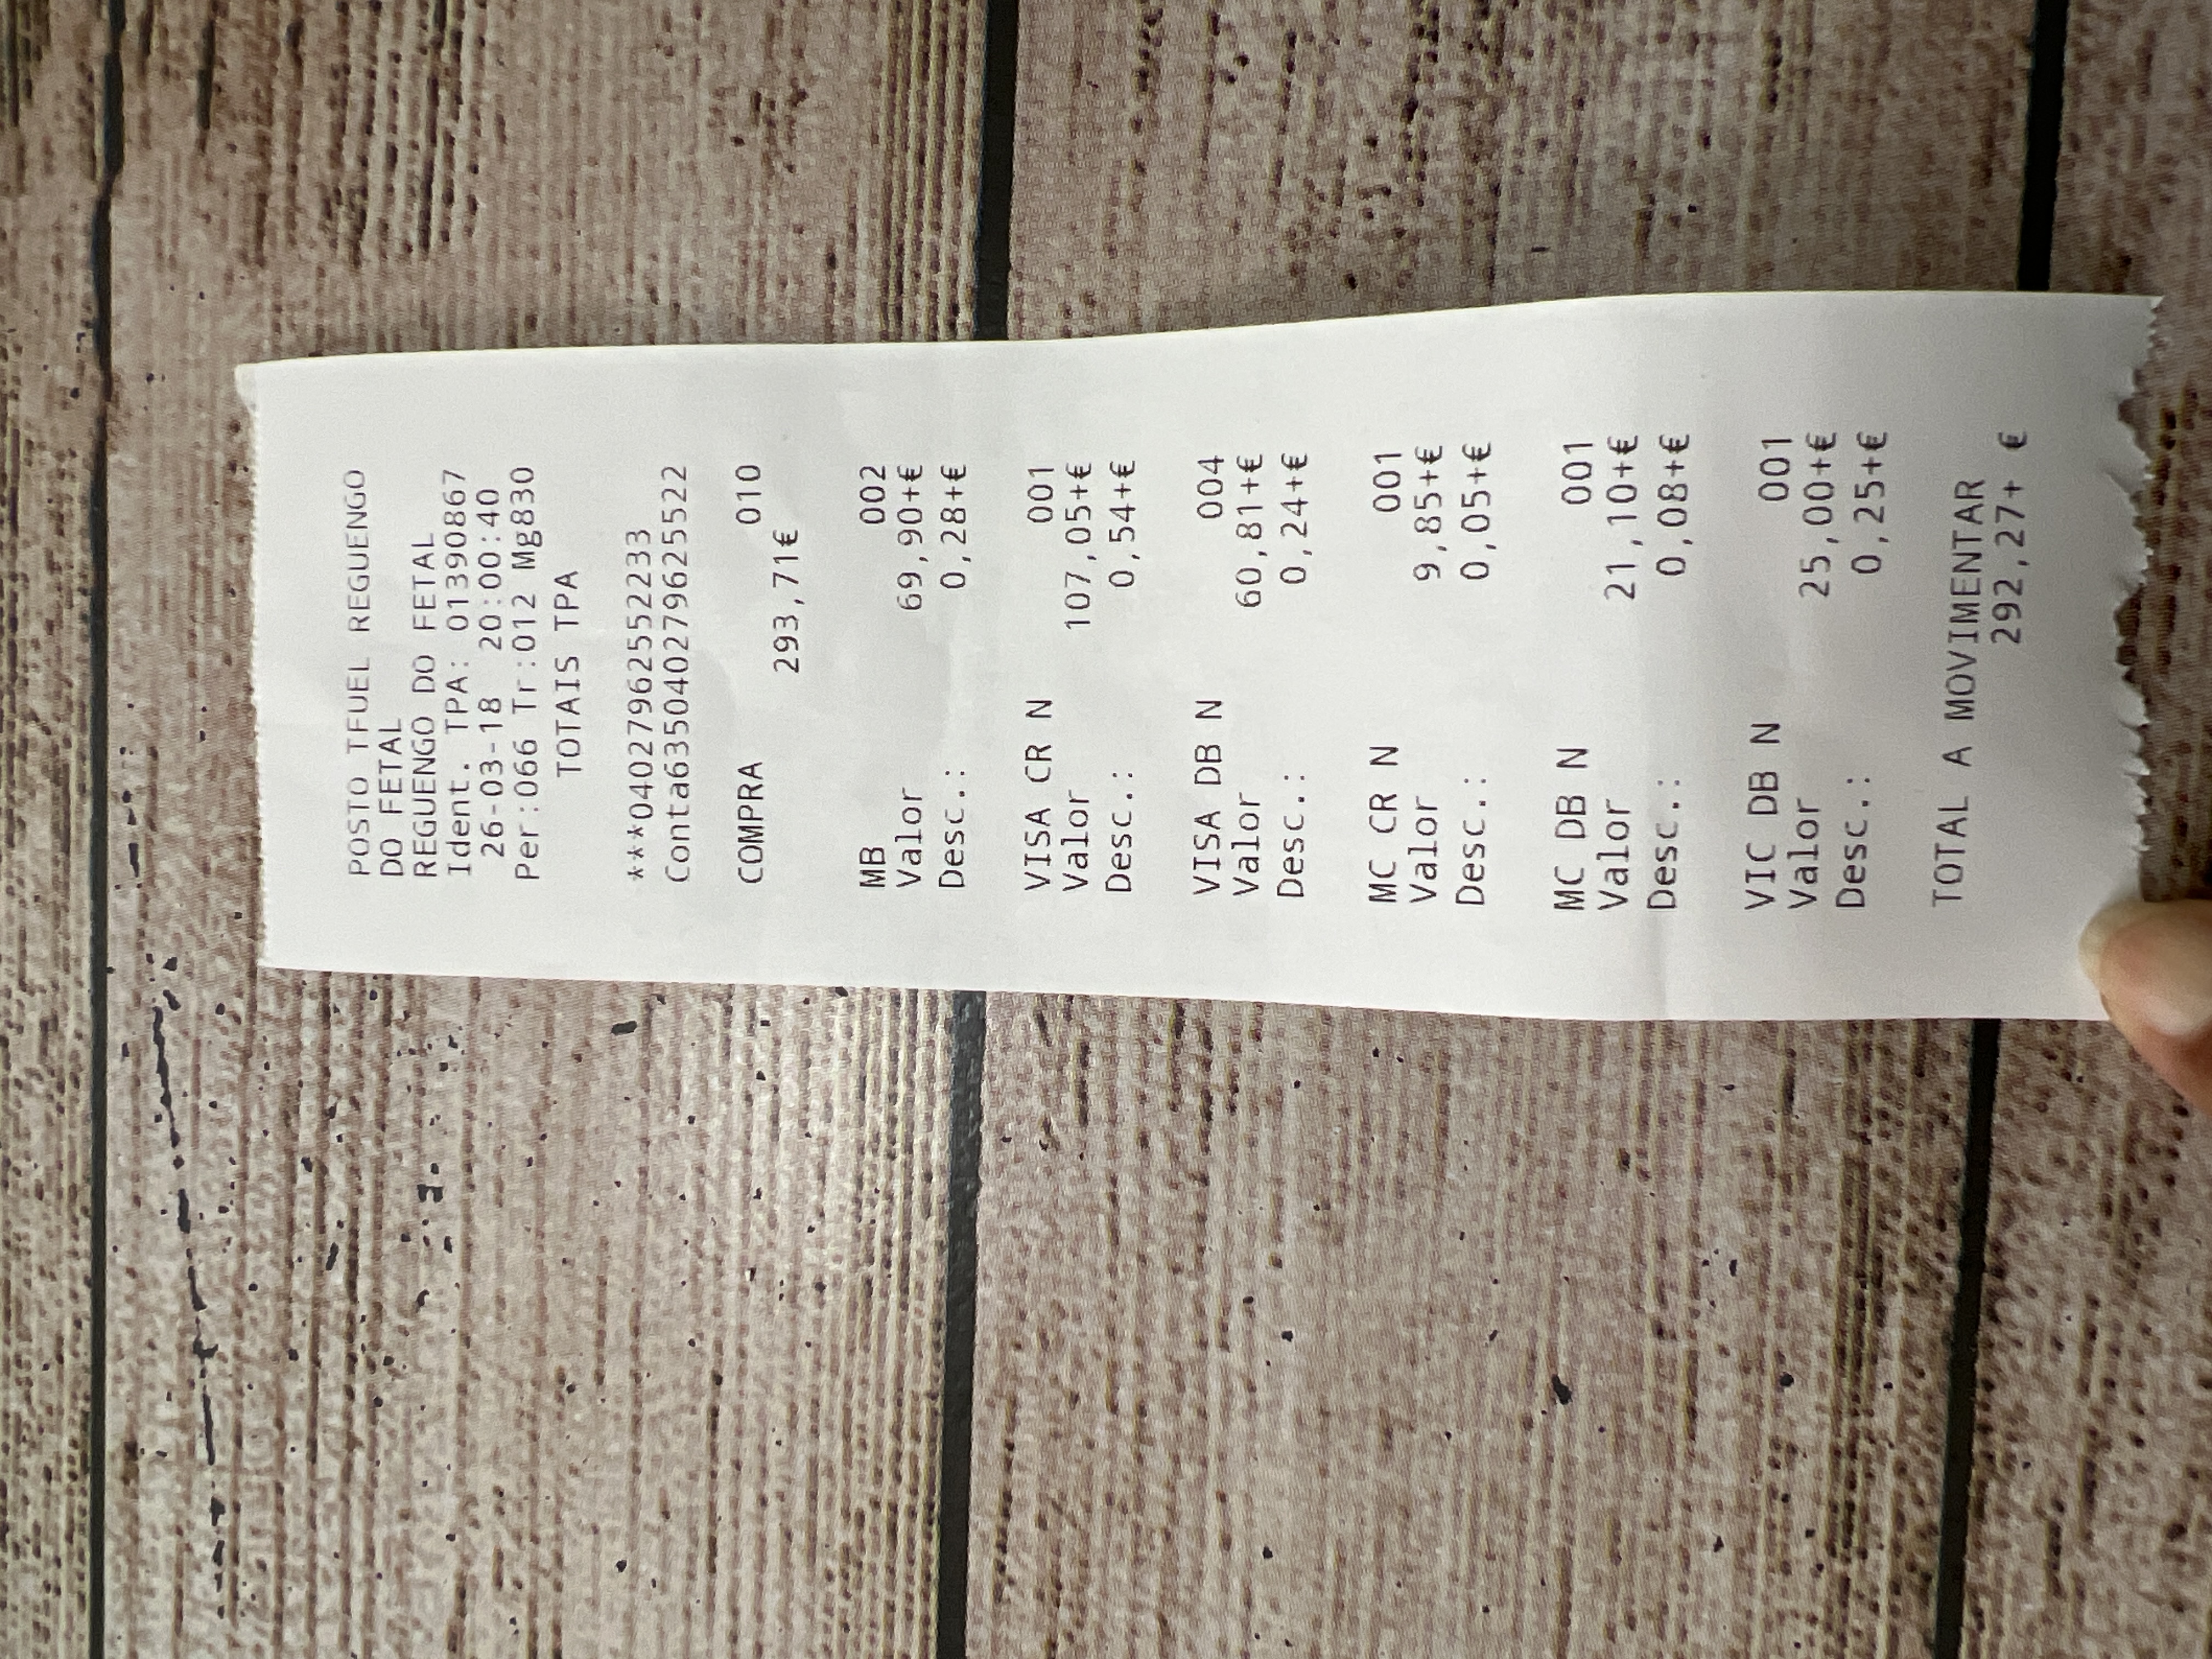 POSTO TFUEL REGUENGO
DO FETAL
REGUENGO DO FETAL
Ident. TPA: 01390867
26-03-18 20:00:40
Per:066 Tr:012 Mg830
TOTAIS TPA
***0402796255522​33
Conta6350402796255522
COMPRA 010
293,71€
MB 002
Valor 69,90+€
Desc.: 0,28+€
VISA CR N 001
Valor 107,05+€
Desc.: 0,54+€
VISA DB N 004
Valor 60,81+€
Desc.: 0,24+€
MC CR N 001
Valor 9,85+€
Desc.: 0,05+€
MC DB N 001
Valor 21,10+€
Desc.: 0,08+€
VIC DB N 001
Valor 25,00+€
Desc.: 0,25+€
TOTAL A MOVIMENTAR
292,27+ €